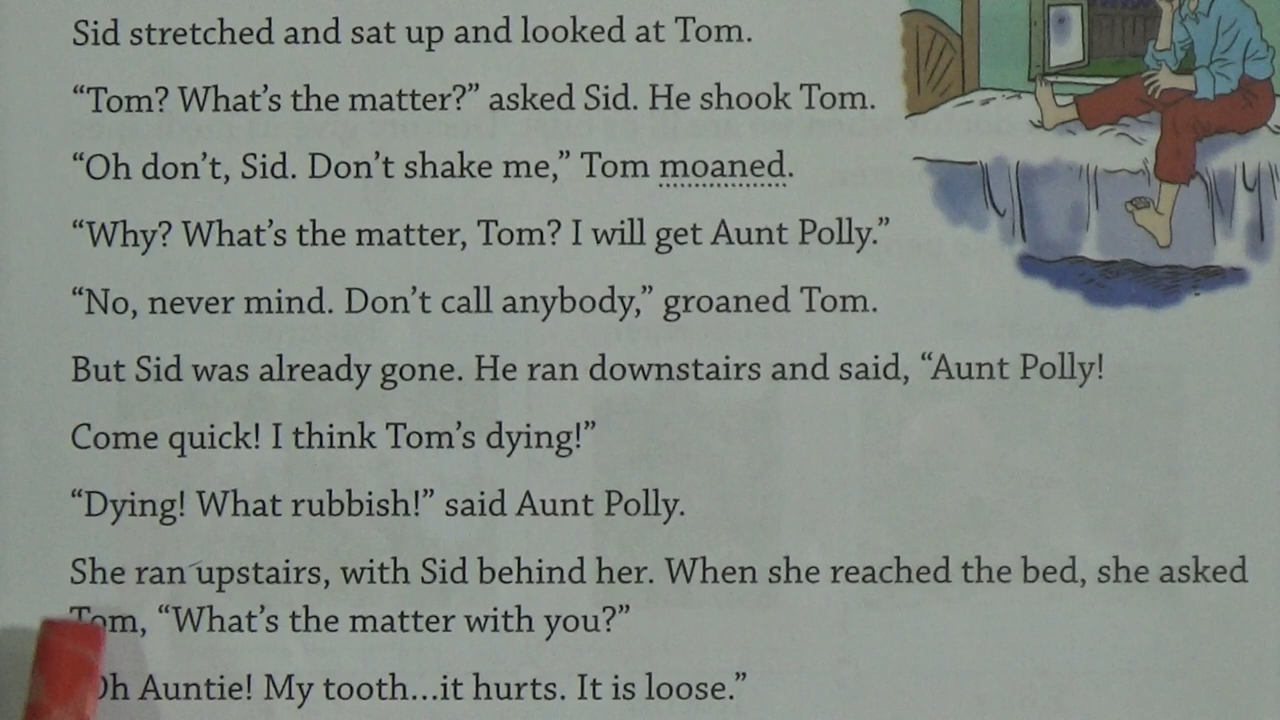 Sid stretched and sat up and looked at Tom.
“Tom? What’s the matter?” asked Sid. He shook Tom.
“Oh don’t, Sid. Don’t shake me,” Tom moaned.
“Why? What’s the matter, Tom? I will get Aunt Polly.”
“No, never mind. Don’t call anybody,” groaned Tom.
But Sid was already gone. He ran downstairs and said, “Aunt Polly!
Come quick! I think Tom’s dying!”
“Dying! What rubbish!” said Aunt Polly.
She ran upstairs, with Sid behind her. When she reached the bed, she asked
Tom, “What’s the matter with you?”
Oh Auntie! My tooth...it hurts. It is loose.”